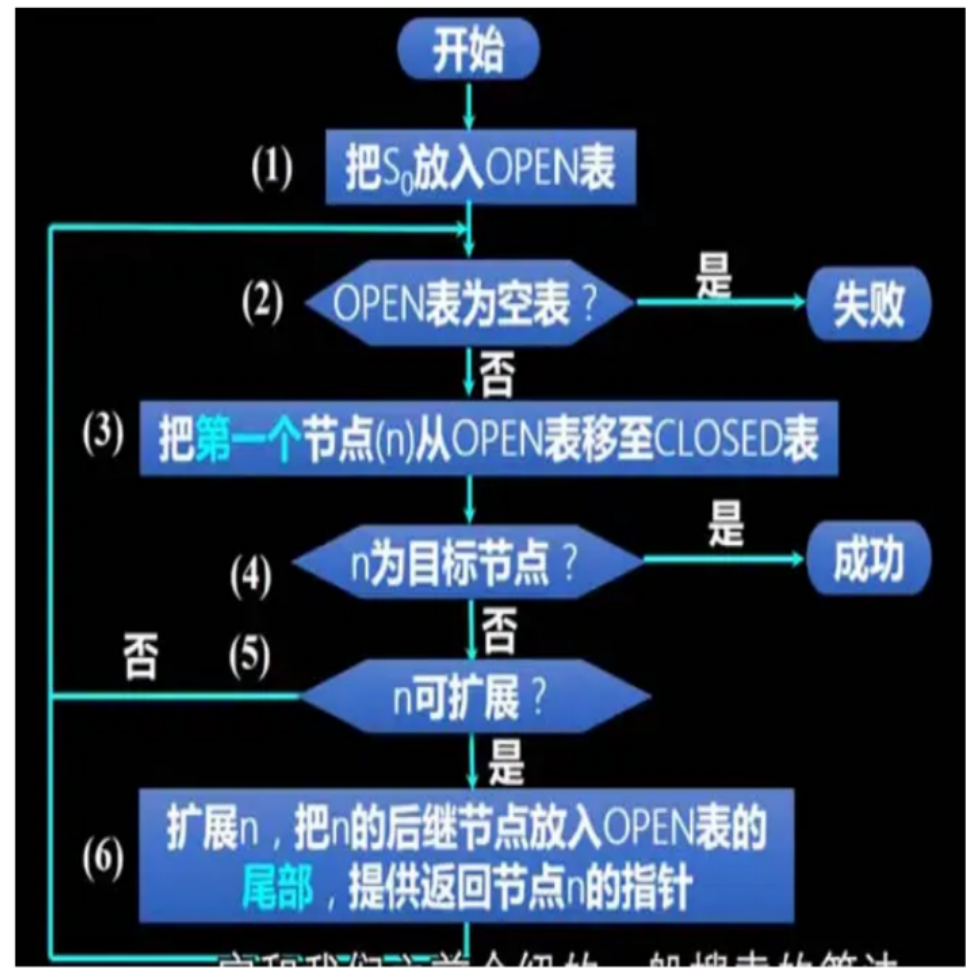 开始
(1)
把S₀放入OPEN表
(2)
OPEN表为空表？
是
失败
否
(3)
把第一个节点(n)从OPEN表移至CLOSED表
(4)
n为目标节点？
是
成功
否
否
(5)
n可扩展？
是
(6)
扩展n，把n的后继节点放入OPEN表的
尾部，提供返回节点n的指针